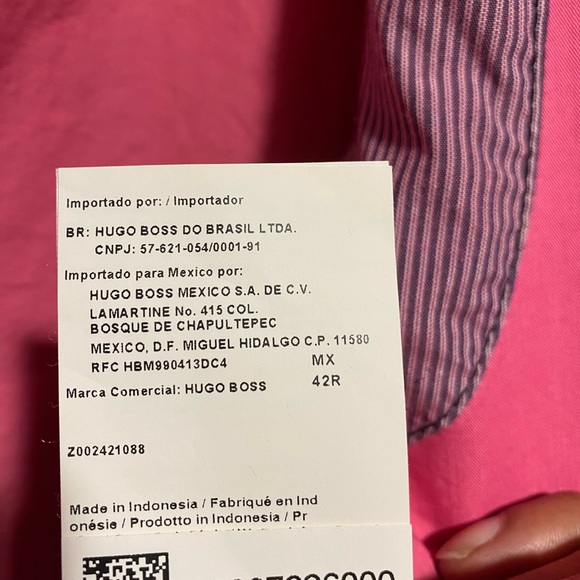 Importado por: / Importador
BR: HUGO BOSS DO BRASIL LTDA.
CNPJ: 57-621-054/0001-91
Importado para Mexico por:
HUGO BOSS MEXICO S.A. DE C.V.
LAMARTINE No. 415 COL.
BOSQUE DE CHAPULTEPEC
MEXICO, D.F. MIGUEL HIDALGO C.P. 11580
RFC HBM990413DC4 MX
Marca Comercial: HUGO BOSS 42R
Z002421088
Made in Indonesia / Fabriqué en Ind
onésie / Prodotto in Indonesia / Pr